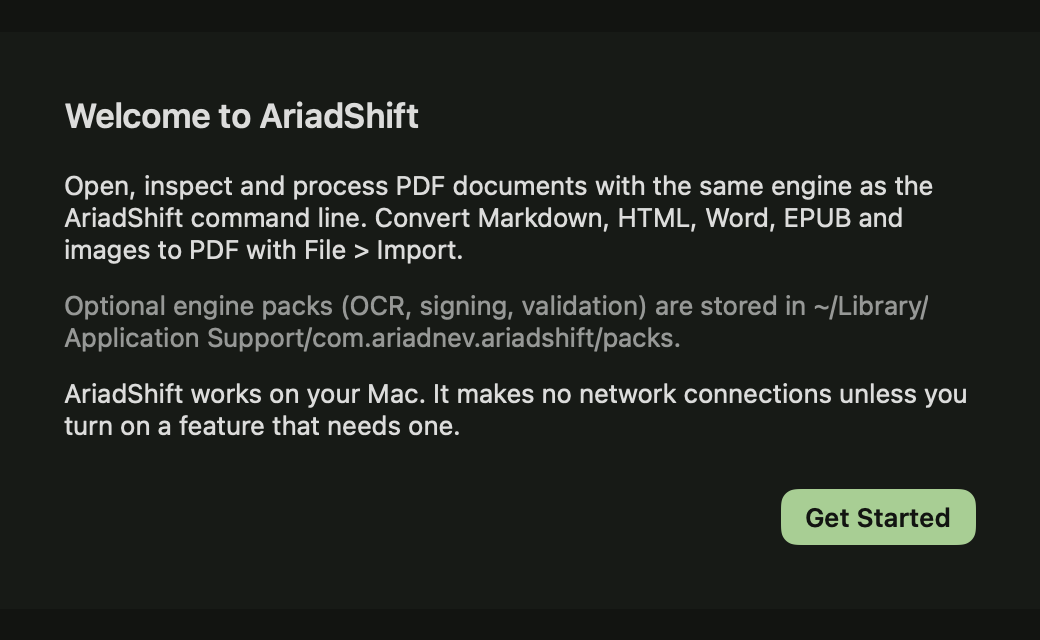 Welcome to AriadShift
Open, inspect and process PDF documents with the same engine as the
AriadShift command line. Convert Markdown, HTML, Word, EPUB and
images to PDF with File > Import.
Optional engine packs (OCR, signing, validation) are stored in ~/Library/
Application Support/com.ariadnev.ariadshift/packs.
AriadShift works on your Mac. It makes no network connections unless you
turn on a feature that needs one.
Get Started